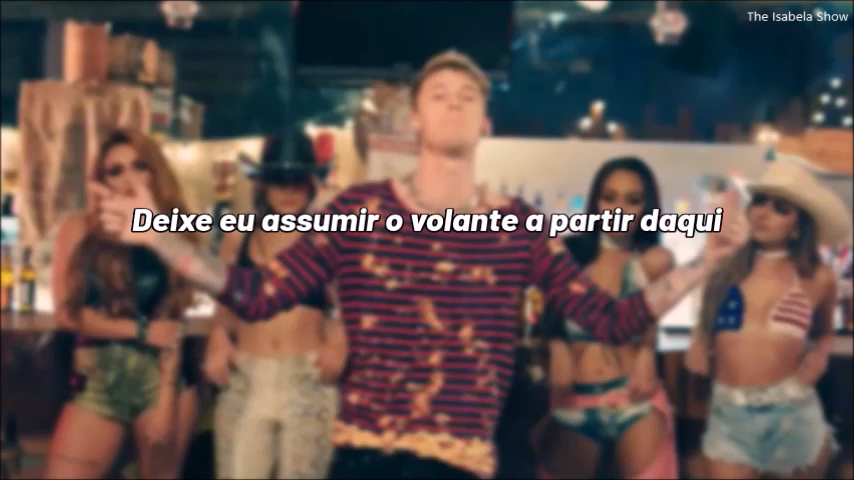 The Isabela Show
Deixe eu assumir o volante a partir daqui